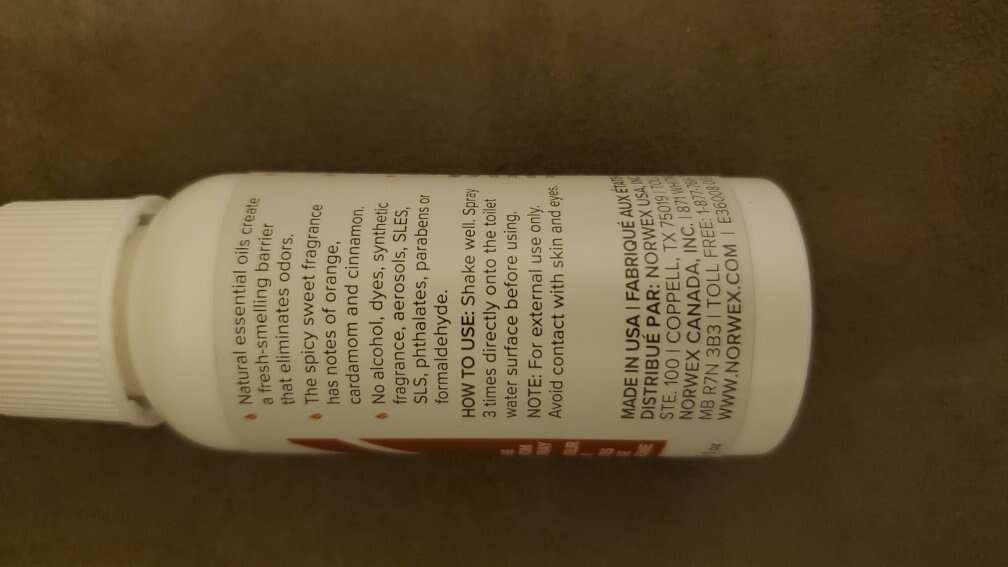 Natural essential oils create
a fresh-smelling barrier
that eliminates odors.
The spicy sweet fragrance
has notes of orange,
cardamom and cinnamon.
No alcohol, dyes, synthetic
fragrance, aerosols, SLES,
SLS, phthalates, parabens or
formaldehyde.
HOW TO USE: Shake well. Spray
3 times directly onto the toilet
water surface before using.
NOTE: For external use only.
Avoid contact with skin and eyes.
MADE IN USA | FABRIQUÉ AUX
DISTRIBUÉ PAR: NORWEX USA,
STE. 100 | COPPELL, TX 75019 |
NORWEX CANADA, INC. | 871
MB R7N 3B3 | TOLL FREE:
WWW.NORWEX.COM |